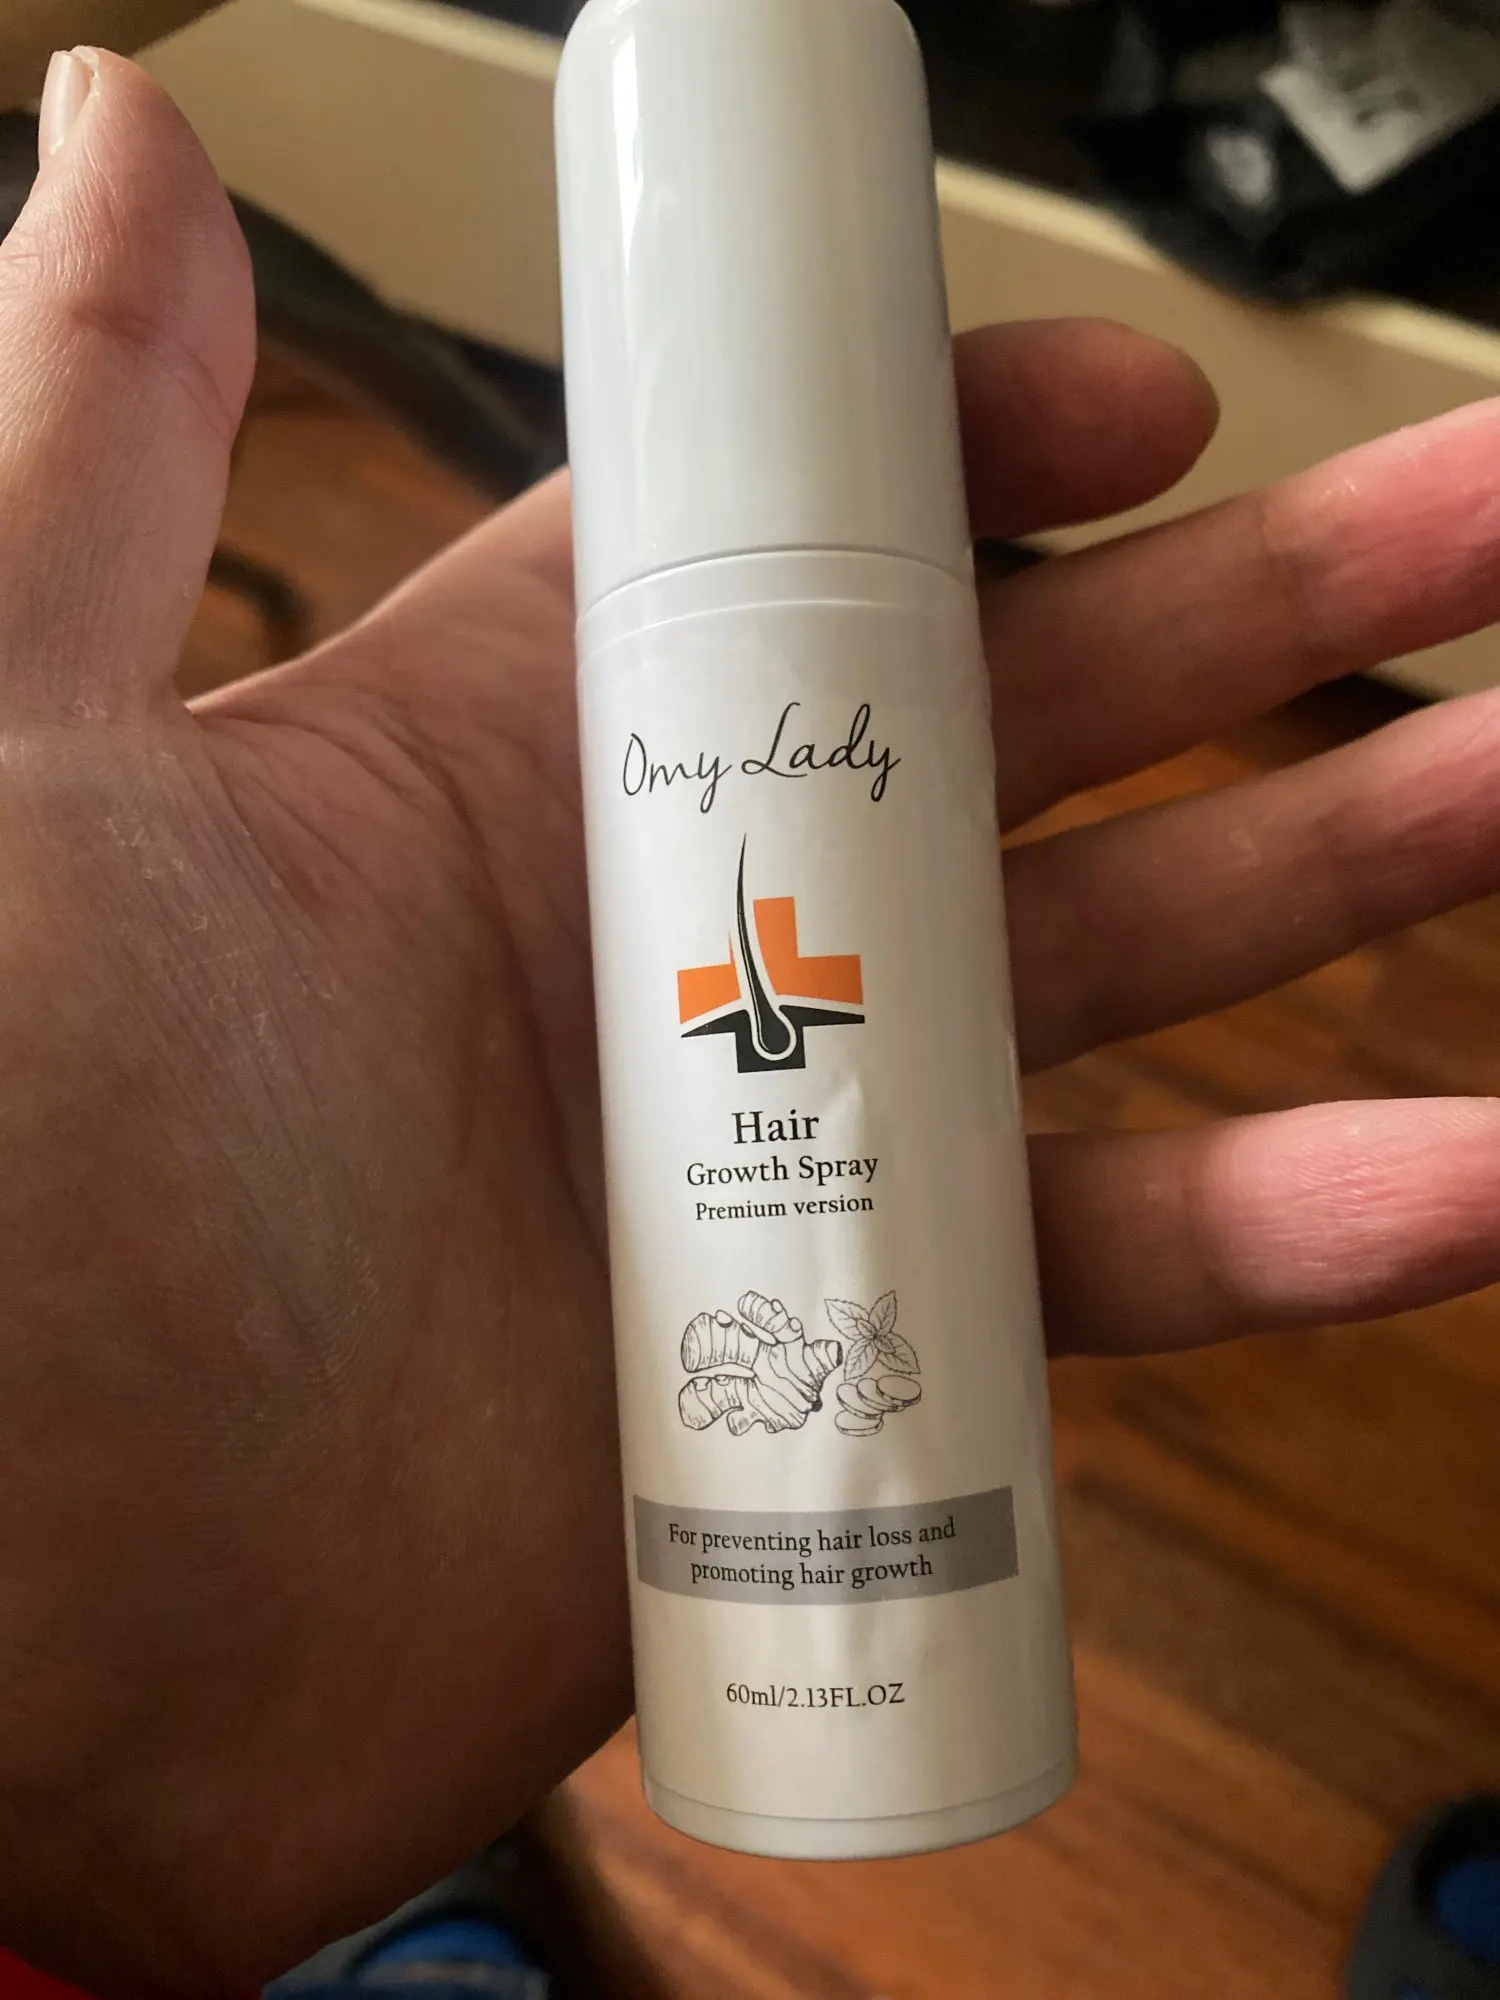 Omy Lady
Hair
Growth Spray
Premium version
For preventing hair loss and
promoting hair growth
60ml/2.13FL.OZ